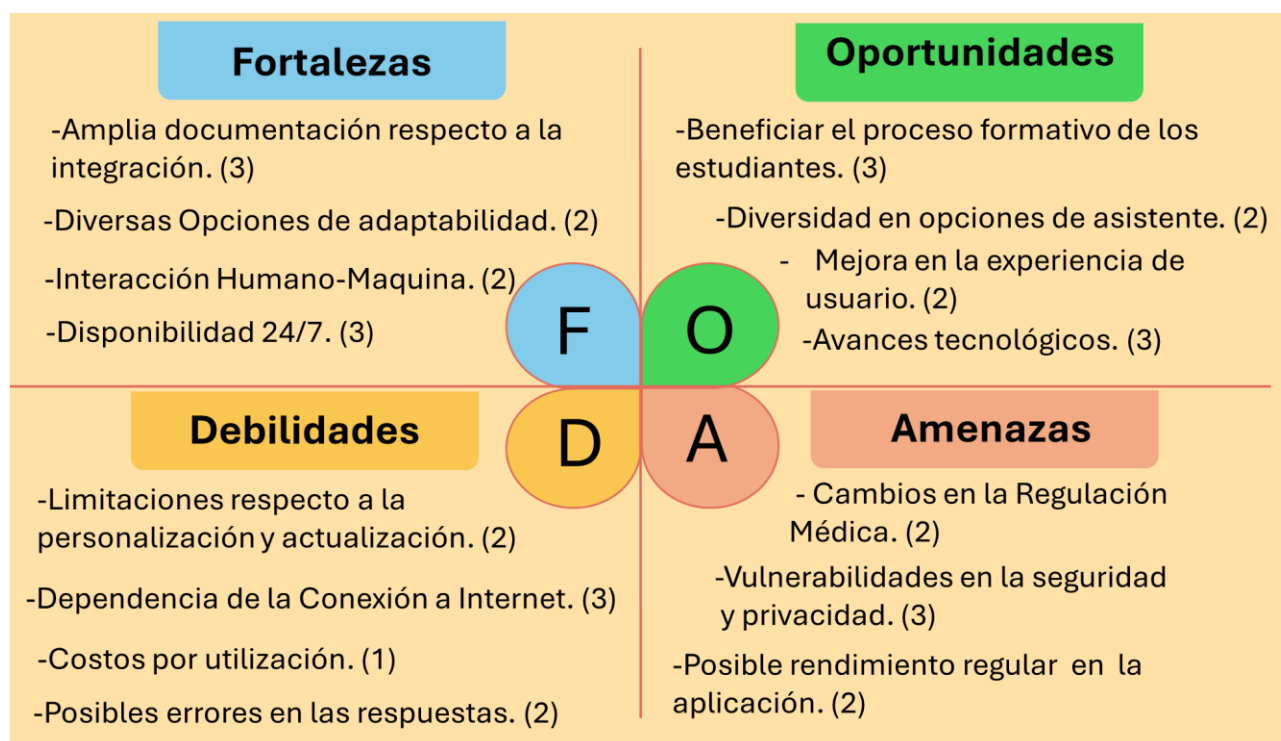 Fortalezas
-Amplia documentación respecto a la
integración. (3)
-Diversas Opciones de adaptabilidad. (2)
-Interacción Humano-Maquina. (2)
-Disponibilidad 24/7. (3)
Oportunidades
-Beneficiar el proceso formativo de los
estudiantes. (3)
-Diversidad en opciones de asistente. (2)
- Mejora en la experiencia de
usuario. (2)
-Avances tecnológicos. (3)
F
O
D
A
Debilidades
-Limitaciones respecto a la
personalización y actualización. (2)
-Dependencia de la Conexión a Internet. (3)
-Costos por utilización. (1)
-Posibles errores en las respuestas. (2)
Amenazas
- Cambios en la Regulación
Médica. (2)
-Vulnerabilidades en la seguridad
y privacidad. (3)
-Posible rendimiento regular en la
aplicación. (2)